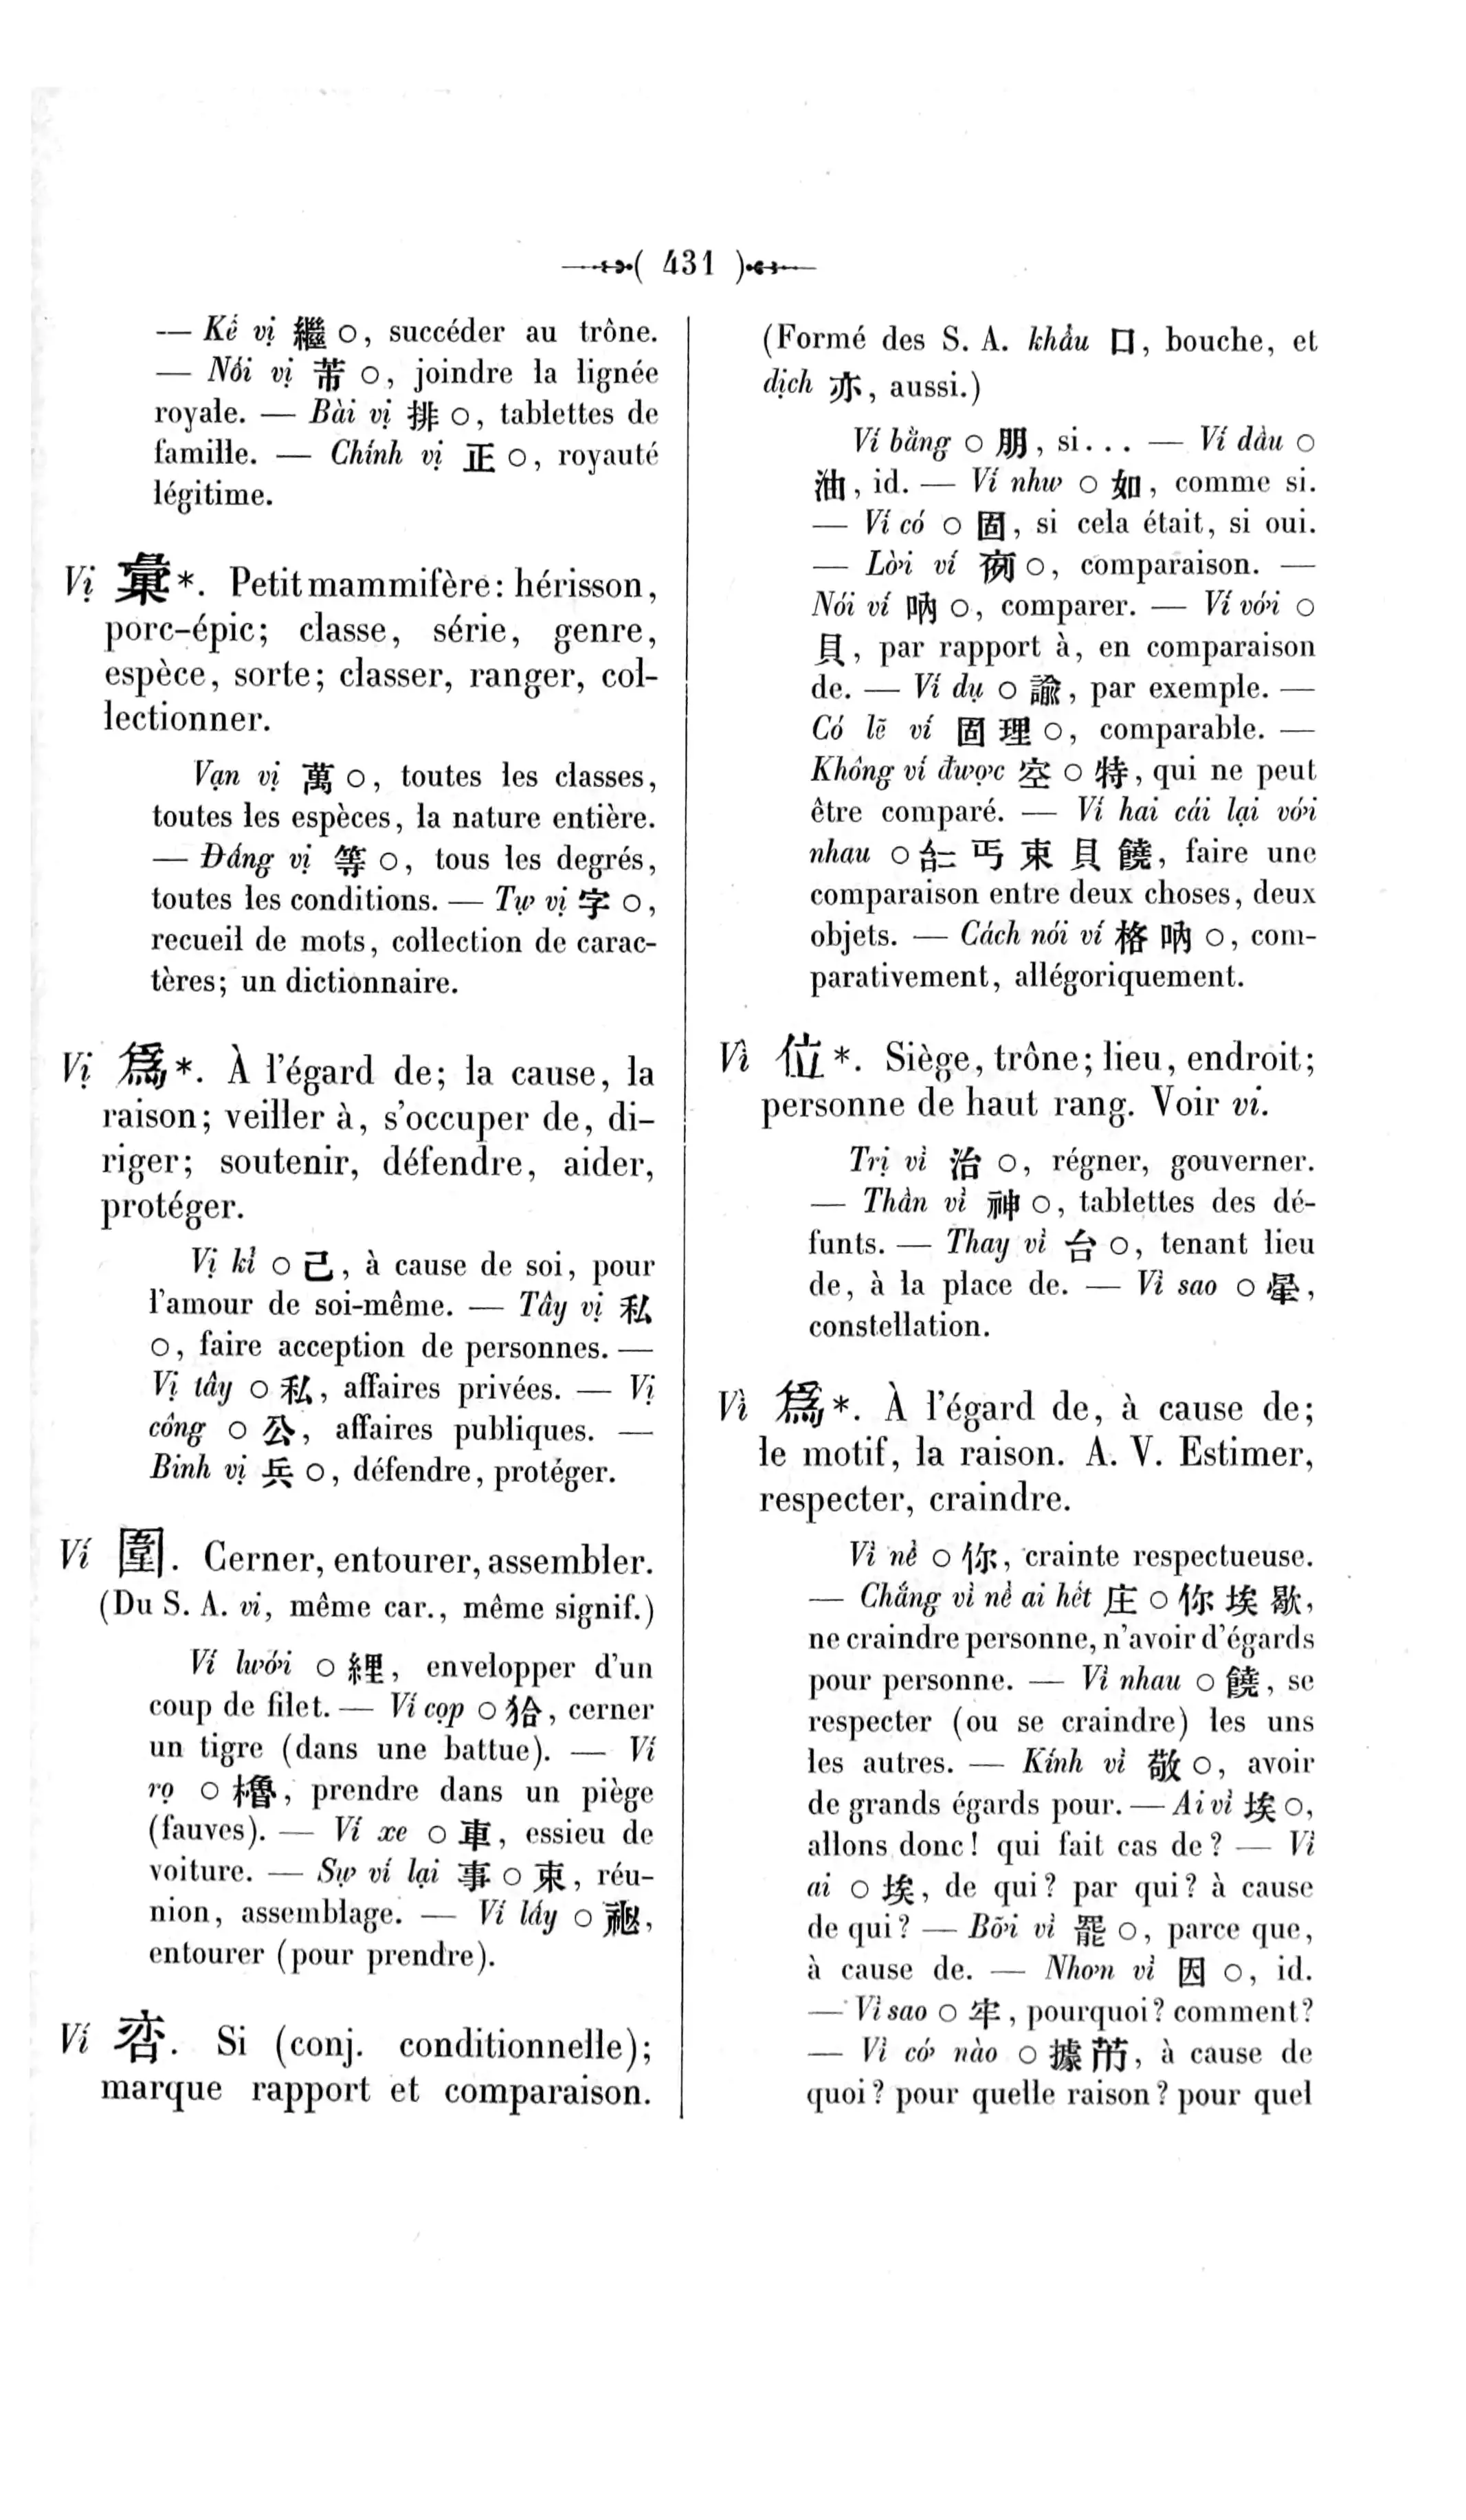 ( 431 )
— Kế vị 繼 ○, succéder au trône.
— Nối vị 芾 ○, joindre la lignée
royale. — Bài vị 排 ○, tablettes de
famille. — Chính vị 正 ○, royauté
légitime.
Vị 彙*. Petit mammifère: hérisson,
porc-épic; classe, série, genre,
espèce, sorte; classer, ranger, col-
lectionner.
Vạn vị 萬 ○, toutes les classes,
toutes les espèces, la nature entière.
— Đấng vị 等 ○, tous les degrés,
toutes les conditions. — Tự vị 字 ○,
recueil de mots, collection de carac-
tères; un dictionnaire.
Vị 爲*. À l'égard de; la cause, la
raison; veiller à, s'occuper de, di-
riger; soutenir, défendre, aider,
protéger.
Vị kỉ ○ 己, à cause de soi, pour
l'amour de soi-même. — Tây vị 私
○, faire acception de personnes. —
Vị tây ○ 私, affaires privées. — Vị
công ○ 公, affaires publiques. —
Binh vị 兵 ○, défendre, protéger.
Ví 圍. Cerner, entourer, assembler.
(Du S. A. vi, même car., même signif.)
Ví lưới ○ 䋥, envelopper d'un
coup de filet. — Ví cọp ○ 狯, cerner
un tigre (dans une battue). — Ví
rọ ○ 櫓, prendre dans un piège
(fauves). — Ví xe ○ 車, essieu de
voiture. — Sự ví lại 事 ○ 吏, réu-
nion, assemblage. — Ví lấy ○,
entourer (pour prendre).
Ví 咅. Si (conj. conditionnelle);
marque rapport et comparaison.
(Formé des S. A. khẩu 口, bouche, et
dịch 亦, aussi.)
Ví bằng ○ 朋, si... — Ví dầu ○
油, id. — Ví như ○ 如, comme si.
— Ví có ○ 固, si cela était, si oui.
— Lời ví ○, comparaison. —
Nói ví 吶 ○, comparer. — Ví với ○
貝, par rapport à, en comparaison
de. — Ví dụ ○ 諭, par exemple. —
Có lẽ ví 固 理 ○, comparable. —
Không ví được 空 ○ 特, qui ne peut
être comparé. — Ví hai cái lại với
nhau ○ 𠄩 丐 吏 貝 饒, faire une
comparaison entre deux choses, deux
objets. — Cách nói ví 格 吶 ○, com-
parativement, allégoriquement.
Vì 位*. Siège, trône; lieu, endroit;
personne de haut rang. Voir vi.
Trị vì 治 ○, régner, gouverner.
— Thần vì 神 ○, tablettes des dé-
funts. — Thay vì 台 ○, tenant lieu
de, à la place de. — Vì sao ○ 暈,
constellation.
Vì 爲*. À l'égard de, à cause de;
le motif, la raison. A. V. Estimer,
respecter, craindre.
Vì nể ○ 你, crainte respectueuse.
— Chẳng vì nể ai hết 庄 ○ 你 埃 歇,
ne craindre personne, n'avoir d'égards
pour personne. — Vì nhau ○ 饒, se
respecter (ou se craindre) les uns
les autres. — Kính vì 敬 ○, avoir
de grands égards pour. — Ai vì 埃 ○,
allons donc! qui fait cas de? — Vì
ai ○ 埃, de qui? par qui? à cause
de qui? — Bởi vì 罷 ○, parce que,
à cause de. — Nhơn vì 因 ○, id.
— Vì sao ○ 牢, pourquoi? comment?
— Vì cớ nào ○ 據 芇, à cause de
quoi? pour quelle raison? pour quel